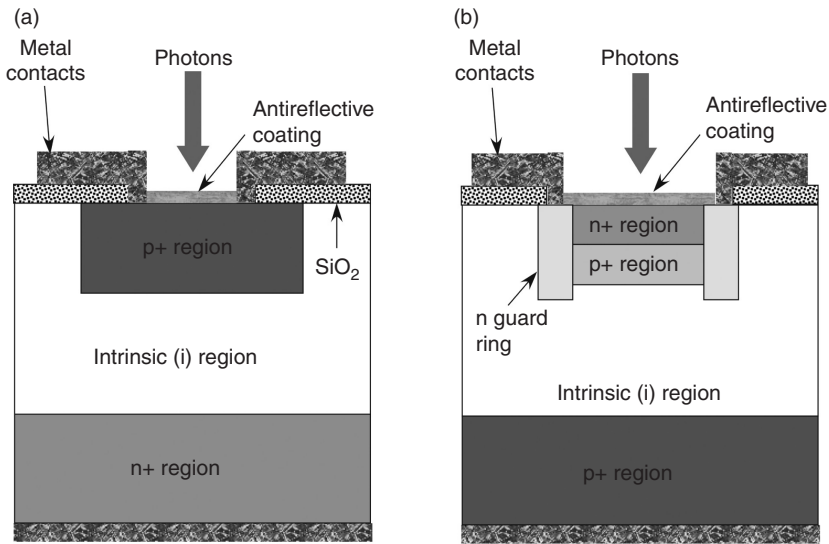 (a)
Metal
contacts
Photons
Antireflective
coating
p+ region
SiO2
Intrinsic (i) region
n+ region
(b)
Metal
contacts
Photons
Antireflective
coating
n+ region
p+ region
n guard
ring
Intrinsic (i) region
p+ region